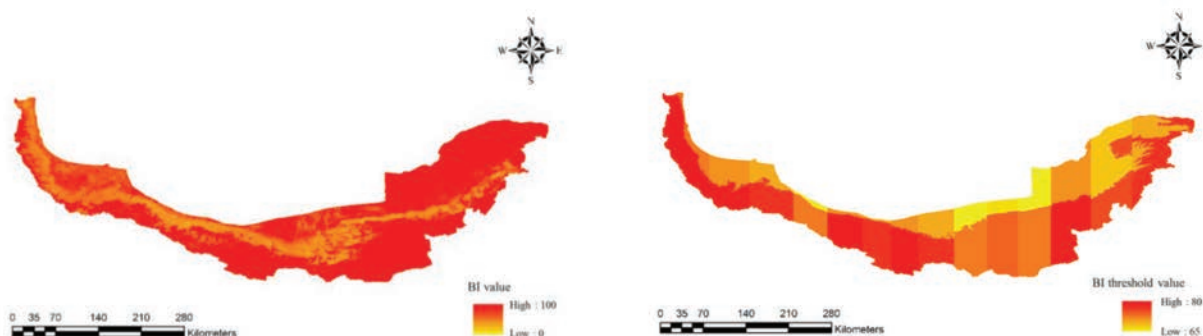 N
W E
S
BI value
High : 100
Low : 0
0 35 70 140 210 280
Kilometers
N
W E
S
BI threshold value
High : 80
Low : 65
0 35 70 140 210 280
Kilometers